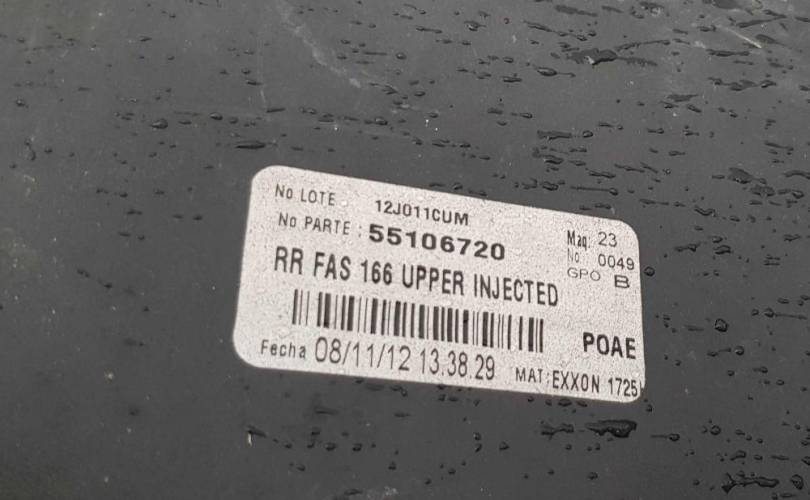 No LOTE 12J011CUM
No PARTE : 55106720
Maq: 23
No 0049
GPO B
RR FAS 166 UPPER INJECTED
POAE
Fecha 08/11/12 13.38.29
MAT:EXXON 1725